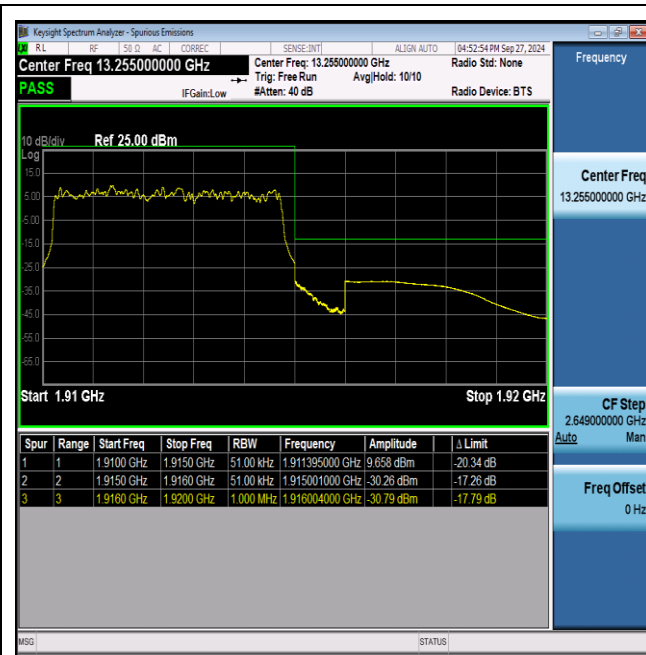 Keysight Spectrum Analyzer - Spurious Emissions
RL RF 50 Ω AC CORREC SENSE:INT ALIGN AUTO 04:52:54 PM Sep 27, 2024
Center Freq 13.255000000 GHz
Center Freq: 13.255000000 GHz
Radio Std: None
Trig: Free Run Avg|Hold: 10/10
PASS
IFGain:Low
#Atten: 40 dB
Radio Device: BTS
10 dB/div Ref 25.00 dBm
Log
15.0
5.00
-5.00
-15.0
-25.0
-35.0
-45.0
-55.0
-65.0
Start 1.91 GHz Stop 1.92 GHz
Spur Range Start Freq Stop Freq RBW Frequency Amplitude Δ Limit
1 1 1.9100 GHz 1.9150 GHz 51.00 kHz 1.911395000 GHz 9.658 dBm -20.34 dB
2 2 1.9150 GHz 1.9160 GHz 51.00 kHz 1.915001000 GHz -30.26 dBm -17.26 dB
3 3 1.9160 GHz 1.9200 GHz 1.000 MHz 1.916004000 GHz -30.79 dBm -17.79 dB
MSG STATUS
Frequency
Center Freq
13.255000000 GHz
CF Step
2.649000000 GHz
Auto Man
Freq Offset
0 Hz